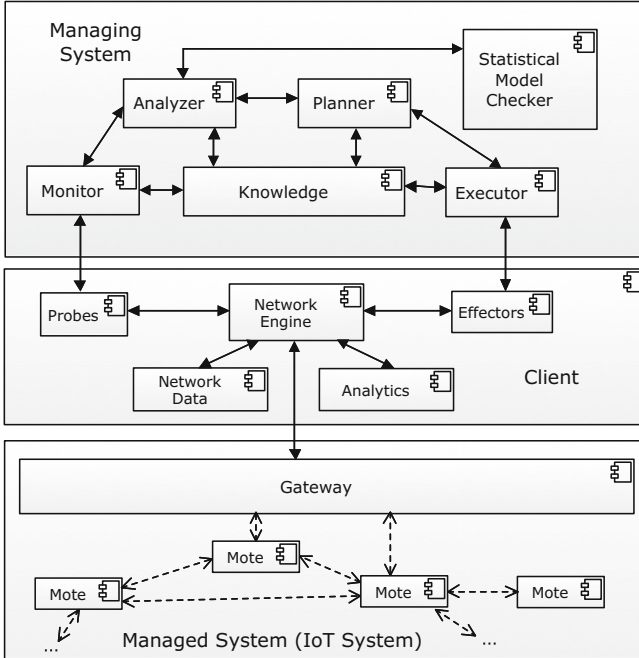 Managing
System
Statistical
Model
Checker
Analyzer
Planner
Monitor
Knowledge
Executor
Probes
Network
Engine
Effectors
Network
Data
Analytics
Client
Gateway
Mote
Mote
Mote
Mote
...
Managed System (IoT System)
...